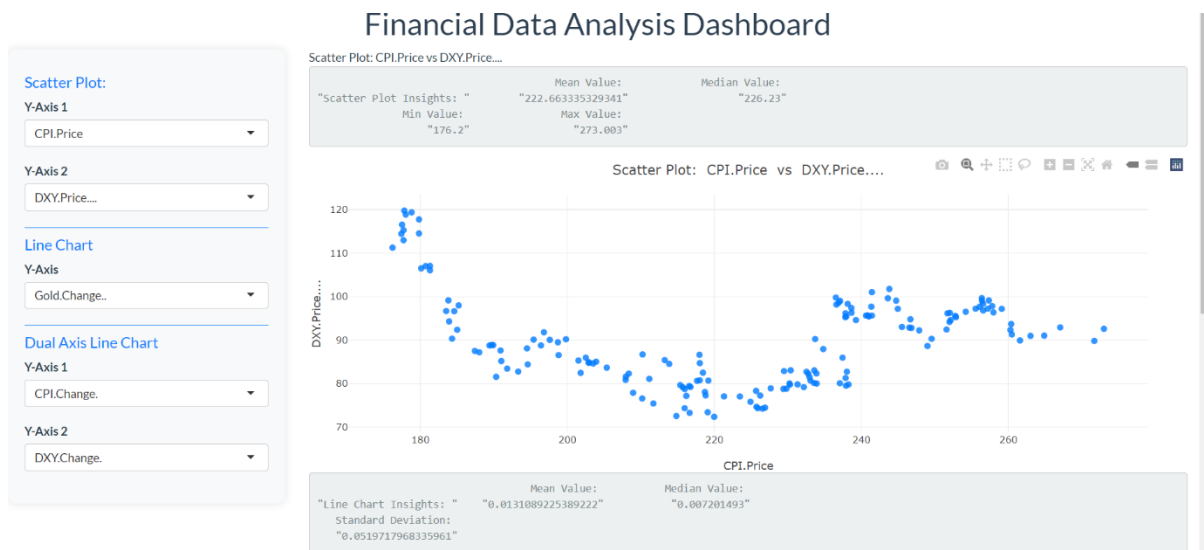 Financial Data Analysis Dashboard
Scatter Plot:
Y-Axis 1
CPI.Price
Y-Axis 2
DXY.Price....
Line Chart
Y-Axis
Gold.Change..
Dual Axis Line Chart
Y-Axis 1
CPI.Change.
Y-Axis 2
DXY.Change.
Scatter Plot: CPI.Price vs DXY.Price....
Mean Value: Median Value:
"Scatter Plot Insights: " "222.663335329341" "226.23"
Min Value: Max Value:
"176.2" "273.003"
Scatter Plot: CPI.Price vs DXY.Price....
120
110
100
90
80
70
DXY.Price....
180 200 220 240 260
CPI.Price
Mean Value: Median Value:
"Line Chart Insights: " "0.0131089225389222" "0.007201493"
Standard Deviation:
"0.0519717968335961"